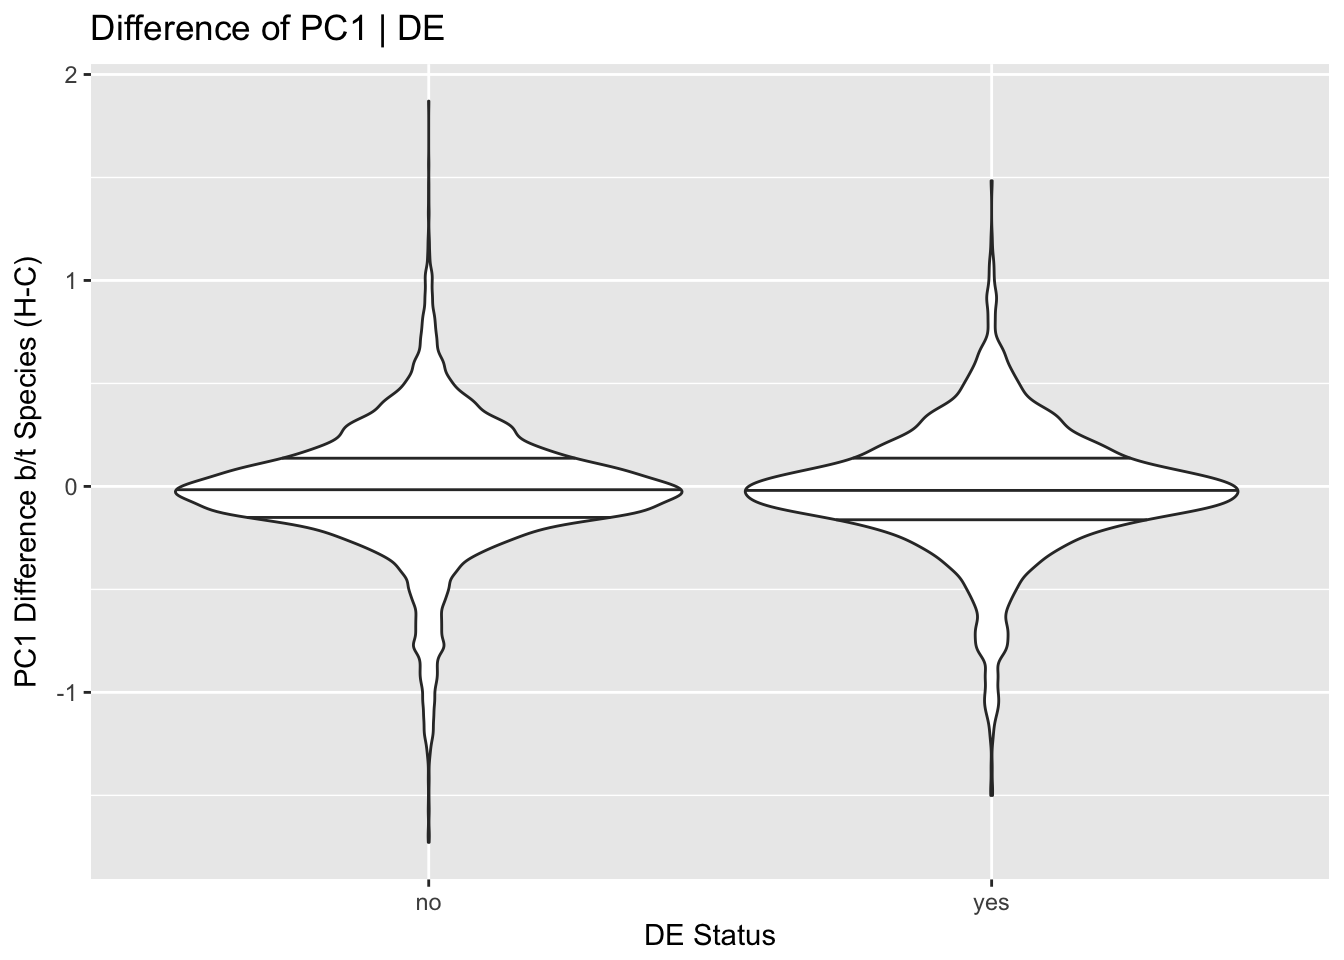 Difference of PC1 | DE
2
1
0
-1
PC1 Difference b/t Species (H-C)
no
yes
DE Status